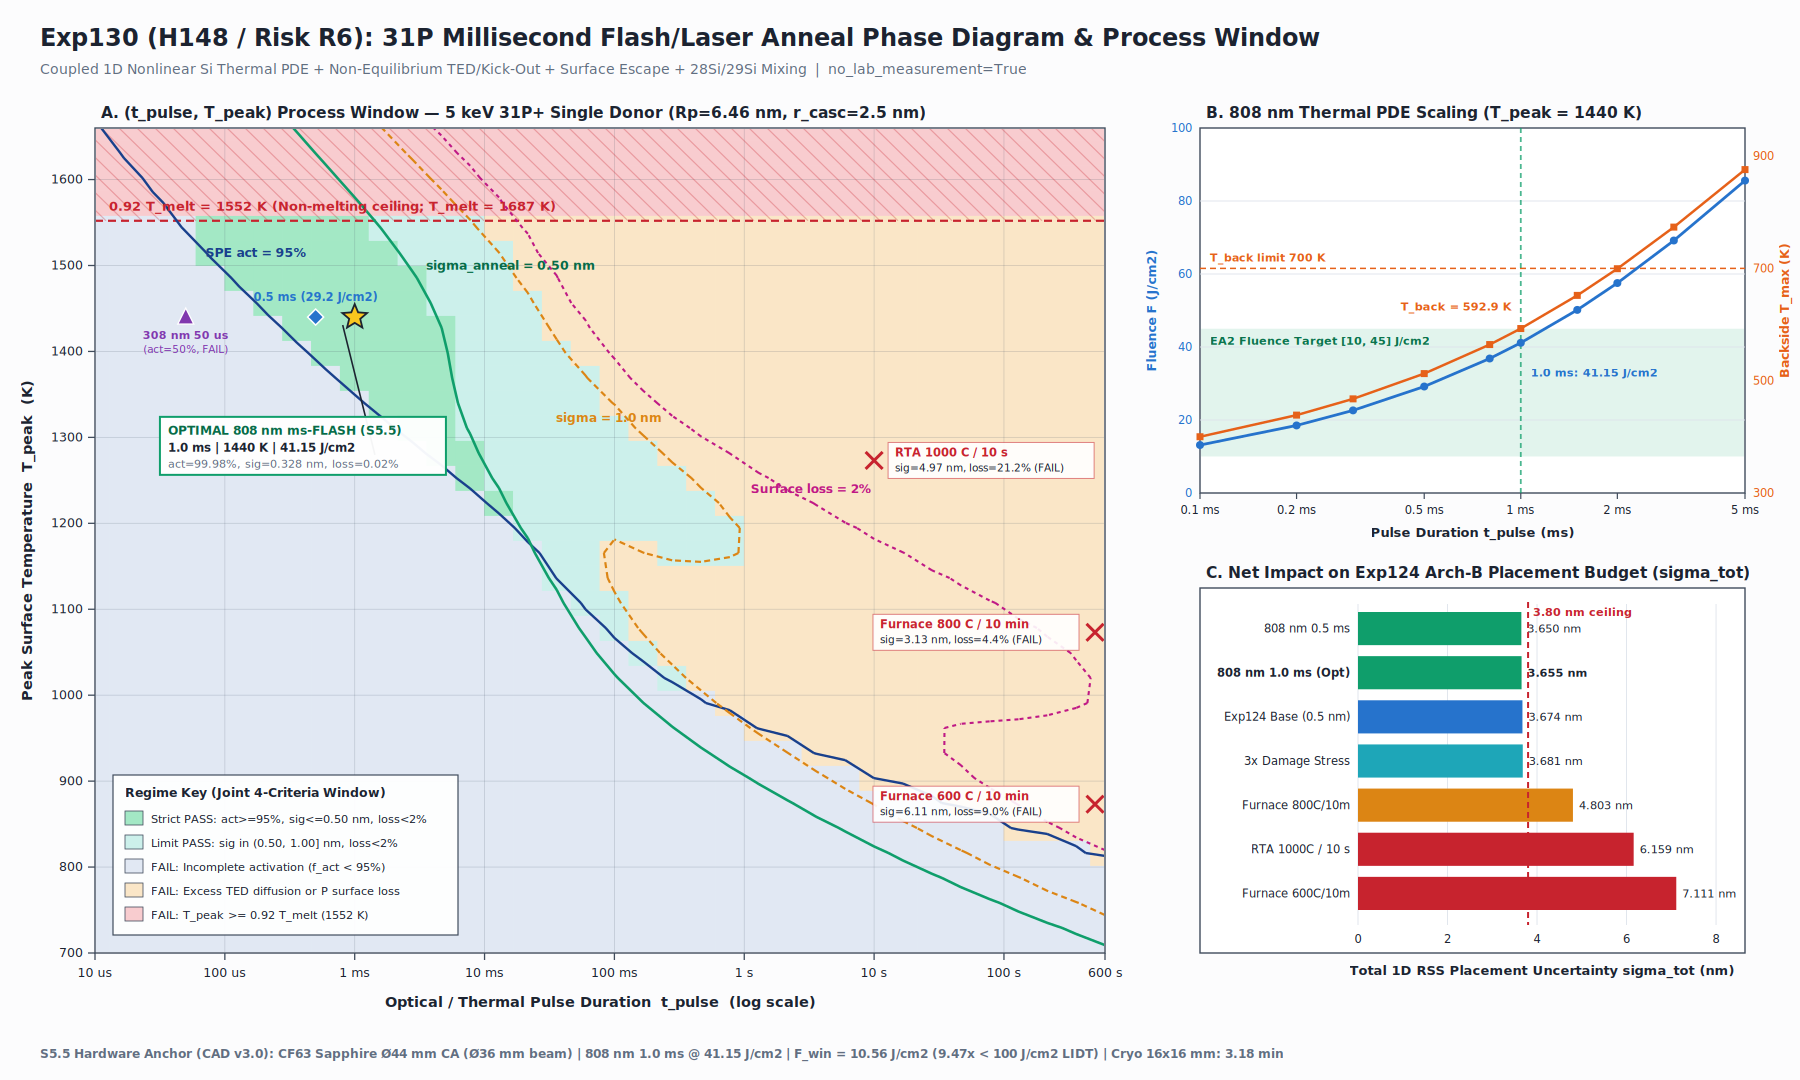 Exp130 (H148 / Risk R6): 31P Millisecond Flash/Laser Anneal Phase Diagram & Process Window
Coupled 1D Nonlinear Si Thermal PDE + Non-Equilibrium TED/Kick-Out + Surface Escape + 28Si/29Si Mixing | no_lab_measurement=True
A. (t_pulse, T_peak) Process Window — 5 keV 31P+ Single Donor (Rp=6.46 nm, r_casc=2.5 nm)
Peak Surface Temperature T_peak (K)
1600
1500
1400
1300
1200
1100
1000
900
800
700
0.92 T_melt = 1552 K (Non-melting ceiling; T_melt = 1687 K)
SPE act = 95%
sigma_anneal = 0.50 nm
0.5 ms (29.2 J/cm2)
308 nm 50 us
(act=50%, FAIL)
sigma = 1.0 nm
OPTIMAL 808 nm ms-FLASH (S5.5)
1.0 ms | 1440 K | 41.15 J/cm2
act=99.98%, sig=0.328 nm, loss=0.02%
RTA 1000 C / 10 s
sig=4.97 nm, loss=21.2% (FAIL)
Surface loss = 2%
Furnace 800 C / 10 min
sig=3.13 nm, loss=4.4% (FAIL)
Furnace 600 C / 10 min
sig=6.11 nm, loss=9.0% (FAIL)
Regime Key (Joint 4-Criteria Window)
Strict PASS: act>=95%, sig<=0.50 nm, loss<2%
Limit PASS: sig in (0.50, 1.00] nm, loss<2%
FAIL: Incomplete activation (f_act < 95%)
FAIL: Excess TED diffusion or P surface loss
FAIL: T_peak >= 0.92 T_melt (1552 K)
10 us
100 us
1 ms
10 ms
100 ms
1 s
10 s
100 s
600 s
Optical / Thermal Pulse Duration t_pulse (log scale)
B. 808 nm Thermal PDE Scaling (T_peak = 1440 K)
Fluence F (J/cm2)
100
80
60
40
20
0
Backside T_max (K)
900
700
500
300
T_back limit 700 K
T_back = 592.9 K
EA2 Fluence Target [10, 45] J/cm2
1.0 ms: 41.15 J/cm2
0.1 ms
0.2 ms
0.5 ms
1 ms
2 ms
5 ms
Pulse Duration t_pulse (ms)
C. Net Impact on Exp124 Arch-B Placement Budget (sigma_tot)
3.80 nm ceiling
808 nm 0.5 ms
3.650 nm
808 nm 1.0 ms (Opt)
3.655 nm
Exp124 Base (0.5 nm)
3.674 nm
3x Damage Stress
3.681 nm
Furnace 800C/10m
4.803 nm
RTA 1000C / 10 s
6.159 nm
Furnace 600C/10m
7.111 nm
0
2
4
6
8
Total 1D RSS Placement Uncertainty sigma_tot (nm)
S5.5 Hardware Anchor (CAD v3.0): CF63 Sapphire Ø44 mm CA (Ø36 mm beam) | 808 nm 1.0 ms @ 41.15 J/cm2 | F_win = 10.56 J/cm2 (9.47x < 100 J/cm2 LIDT) | Cryo 16x16 mm: 3.18 min